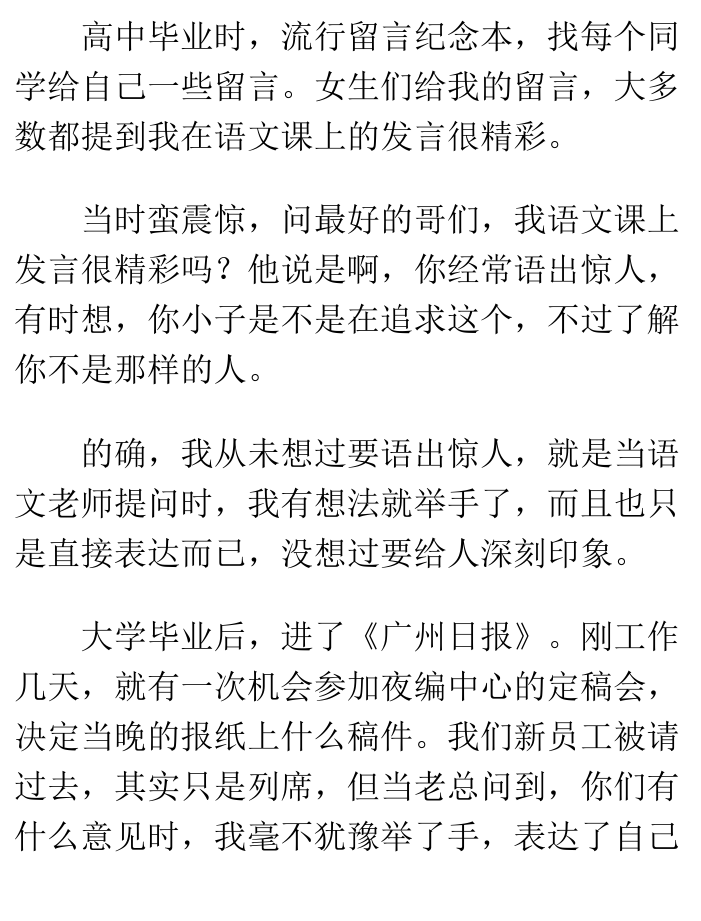 高中毕业时，流行留言纪念本，找每个同
学给自己一些留言。女生们给我的留言，大多
数都提到我在语文课上的发言很精彩。
当时蛮震惊，问最好的哥们，我语文课上
发言很精彩吗？他说是啊，你经常语出惊人，
有时想，你小子是不是在追求这个，不过了解
你不是那样的人。
的确，我从未想过要语出惊人，就是当语
文老师提问时，我有想法就举手了，而且也只
是直接表达而已，没想过要给人深刻印象。
大学毕业后，进了《广州日报》。刚工作
几天，就有一次机会参加夜编中心的定稿会，
决定当晚的报纸上什么稿件。我们新员工被请
过去，其实只是列席，但当老总问到，你们有
什么意见时，我毫不犹豫举了手，表达了自己